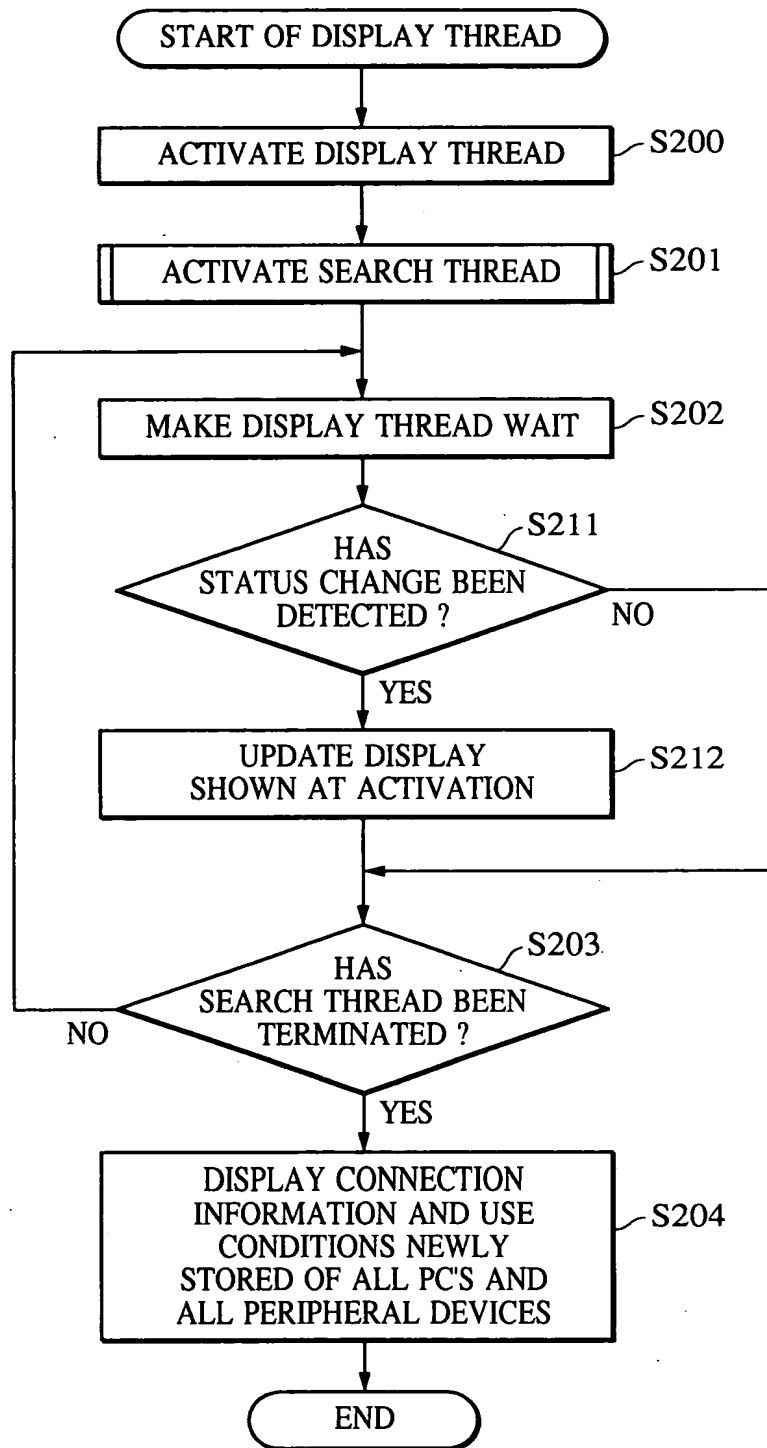 START OF DISPLAY THREAD
ACTIVATE DISPLAY THREAD
S200
ACTIVATE SEARCH THREAD
S201
MAKE DISPLAY THREAD WAIT
S202
S211
HAS
STATUS CHANGE BEEN
DETECTED ?
NO
YES
UPDATE DISPLAY
SHOWN AT ACTIVATION
S212
S203
HAS
SEARCH THREAD BEEN
TERMINATED ?
NO
YES
DISPLAY CONNECTION
INFORMATION AND USE
CONDITIONS NEWLY
STORED OF ALL PC'S AND
ALL PERIPHERAL DEVICES
S204
END